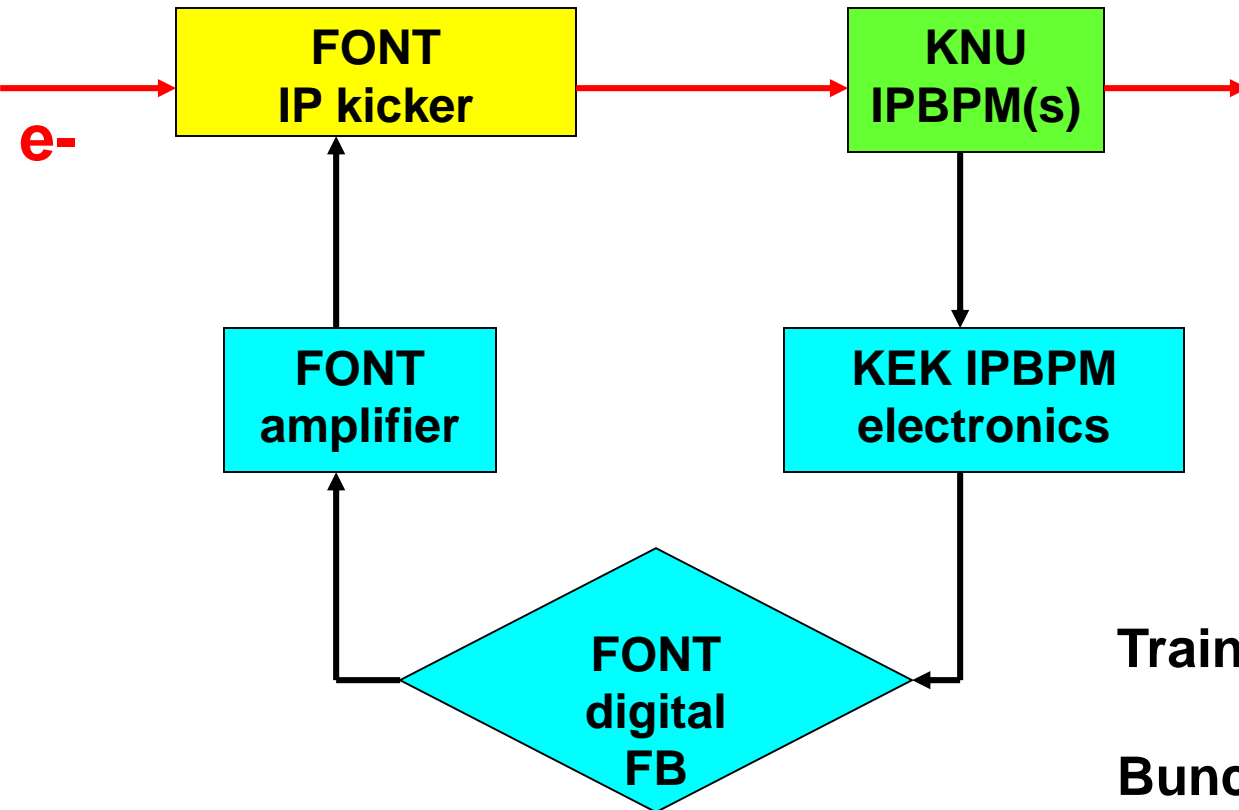 FONT
IP kicker
KNU
IPBPM(s)
e-
FONT
amplifier
KEK IPBPM
electronics
FONT
digital
FB
Train